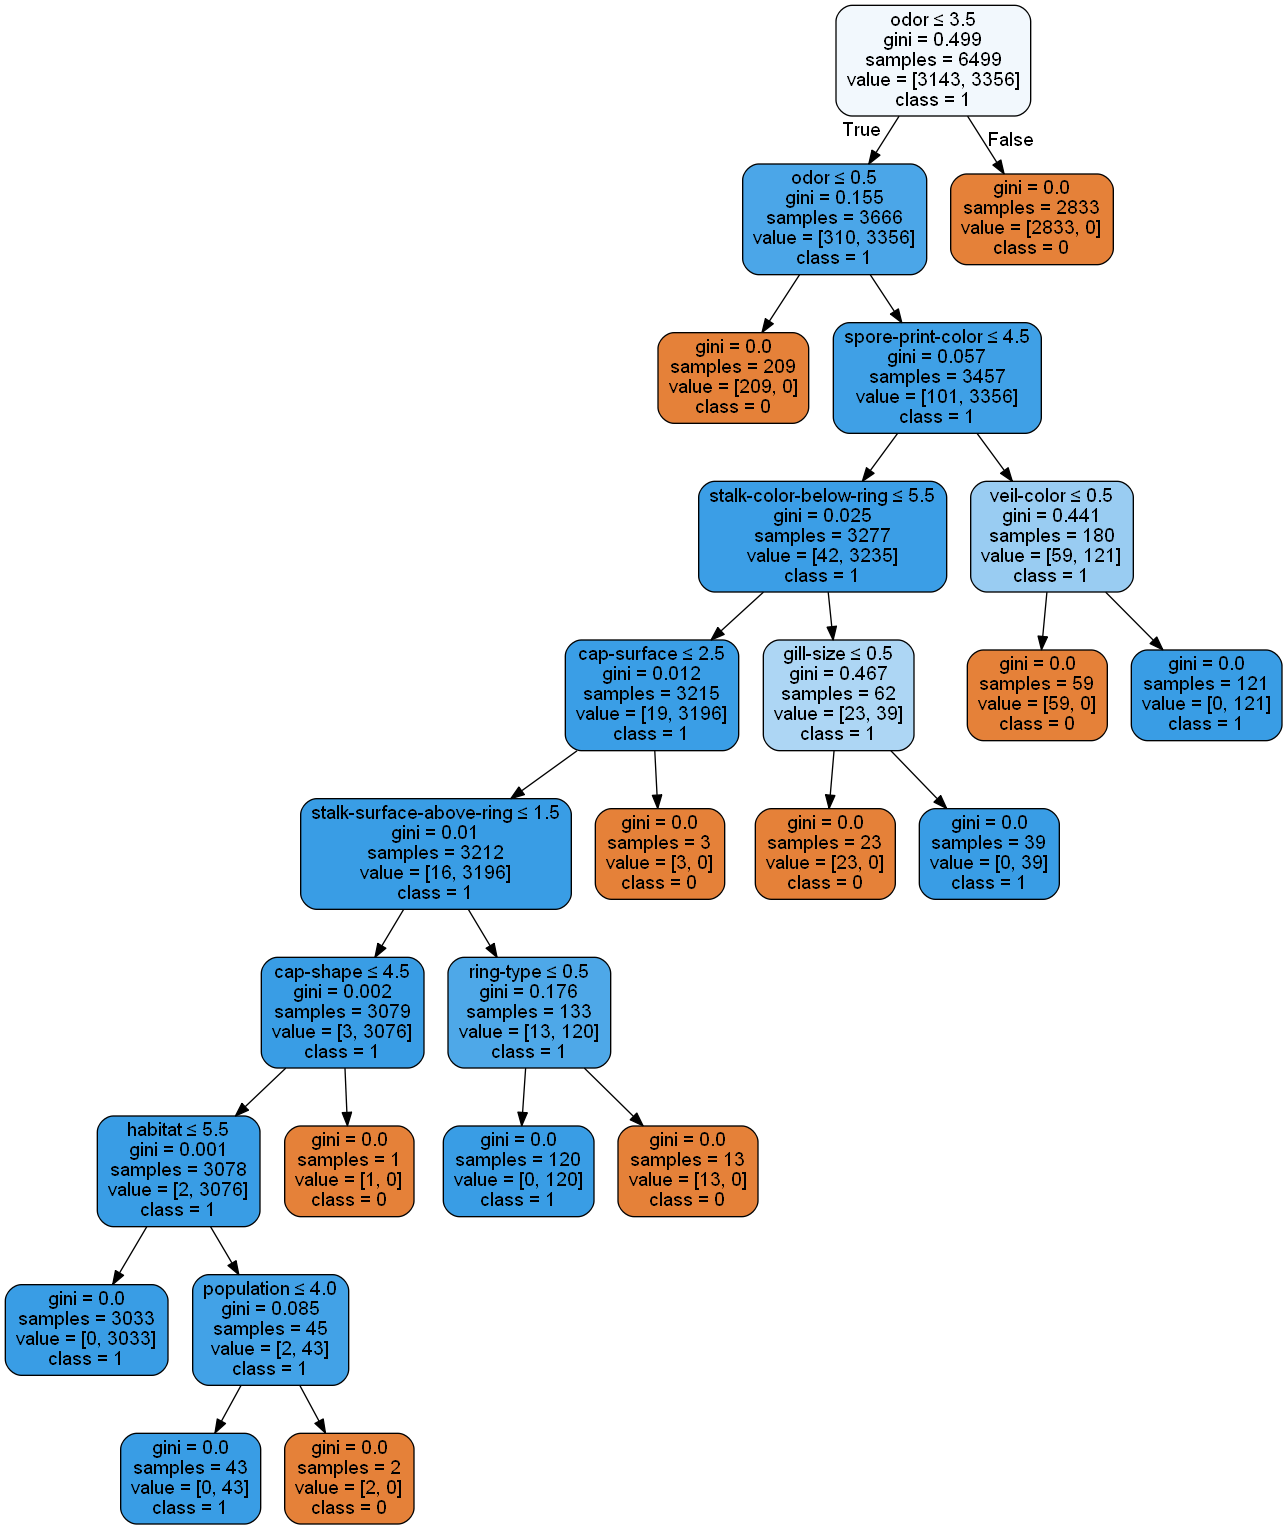 odor ≤ 3.5
gini = 0.499
samples = 6499
value = [3143, 3356]
class = 1
True
False
odor ≤ 0.5
gini = 0.155
samples = 3666
value = [310, 3356]
class = 1
gini = 0.0
samples = 2833
value = [2833, 0]
class = 0
gini = 0.0
samples = 209
value = [209, 0]
class = 0
spore-print-color ≤ 4.5
gini = 0.057
samples = 3457
value = [101, 3356]
class = 1
stalk-color-below-ring ≤ 5.5
gini = 0.025
samples = 3277
value = [42, 3235]
class = 1
veil-color ≤ 0.5
gini = 0.441
samples = 180
value = [59, 121]
class = 1
cap-surface ≤ 2.5
gini = 0.012
samples = 3215
value = [19, 3196]
class = 1
gill-size ≤ 0.5
gini = 0.467
samples = 62
value = [23, 39]
class = 1
gini = 0.0
samples = 59
value = [59, 0]
class = 0
gini = 0.0
samples = 121
value = [0, 121]
class = 1
stalk-surface-above-ring ≤ 1.5
gini = 0.01
samples = 3212
value = [16, 3196]
class = 1
gini = 0.0
samples = 3
value = [3, 0]
class = 0
gini = 0.0
samples = 23
value = [23, 0]
class = 0
gini = 0.0
samples = 39
value = [0, 39]
class = 1
cap-shape ≤ 4.5
gini = 0.002
samples = 3079
value = [3, 3076]
class = 1
ring-type ≤ 0.5
gini = 0.176
samples = 133
value = [13, 120]
class = 1
habitat ≤ 5.5
gini = 0.001
samples = 3078
value = [2, 3076]
class = 1
gini = 0.0
samples = 1
value = [1, 0]
class = 0
gini = 0.0
samples = 120
value = [0, 120]
class = 1
gini = 0.0
samples = 13
value = [13, 0]
class = 0
gini = 0.0
samples = 3033
value = [0, 3033]
class = 1
population ≤ 4.0
gini = 0.085
samples = 45
value = [2, 43]
class = 1
gini = 0.0
samples = 43
value = [0, 43]
class = 1
gini = 0.0
samples = 2
value = [2, 0]
class = 0